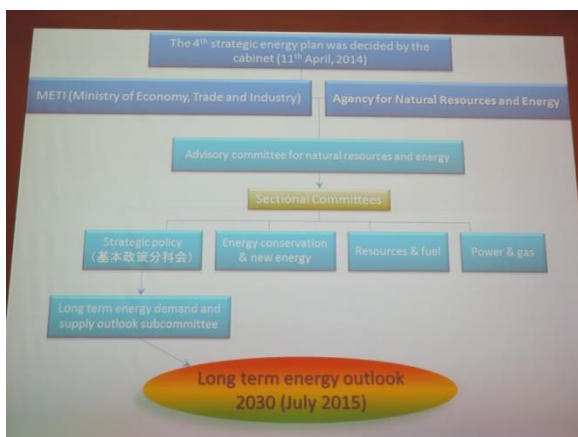 The 4th strategic energy plan was decided by the
cabinet (11th April, 2014)
METI (Ministry of Economy, Trade and Industry)
Agency for Natural Resources and Energy
Advisory committee for natural resources and energy
Sectional Committees
Strategic policy
(基本政策分科会)
Energy conservation
& new energy
Resources & fuel
Power & gas
Long term energy demand and
supply outlook subcommittee
Long term energy outlook
2030 (July 2015)